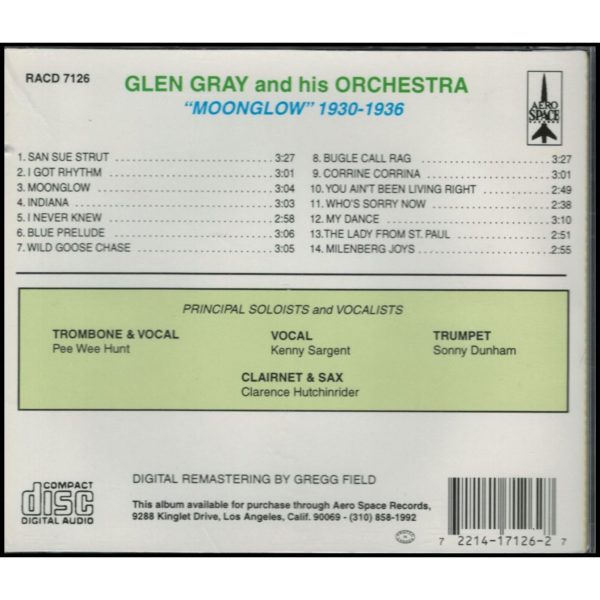 RACD 7126
GLEN GRAY and his ORCHESTRA
"MOONGLOW" 1930-1936
AERO
SPACE
1. SAN SUE STRUT 3:27
2. I GOT RHYTHM 3:01
3. MOONGLOW 3:04
4. INDIANA 3:03
5. I NEVER KNEW 2:58
6. BLUE PRELUDE 3:06
7. WILD GOOSE CHASE 3:05
8. BUGLE CALL RAG 3:27
9. CORRINE CORRINA 3:01
10. YOU AIN'T BEEN LIVING RIGHT 2:49
11. WHO'S SORRY NOW 2:38
12. MY DANCE 3:10
13. THE LADY FROM ST. PAUL 2:51
14. MILENBERG JOYS 2:55
PRINCIPAL SOLOISTS and VOCALISTS
TROMBONE & VOCAL
Pee Wee Hunt
VOCAL
Kenny Sargent
TRUMPET
Sonny Dunham
CLAIRNET & SAX
Clarence Hutchinrider
COMPACT
disc
DIGITAL AUDIO
DIGITAL REMASTERING BY GREGG FIELD
This album available for purchase through Aero Space Records,
9288 Kinglet Drive, Los Angeles, Calif. 90069 - (310) 858-1992
7 2214-17126-2 7